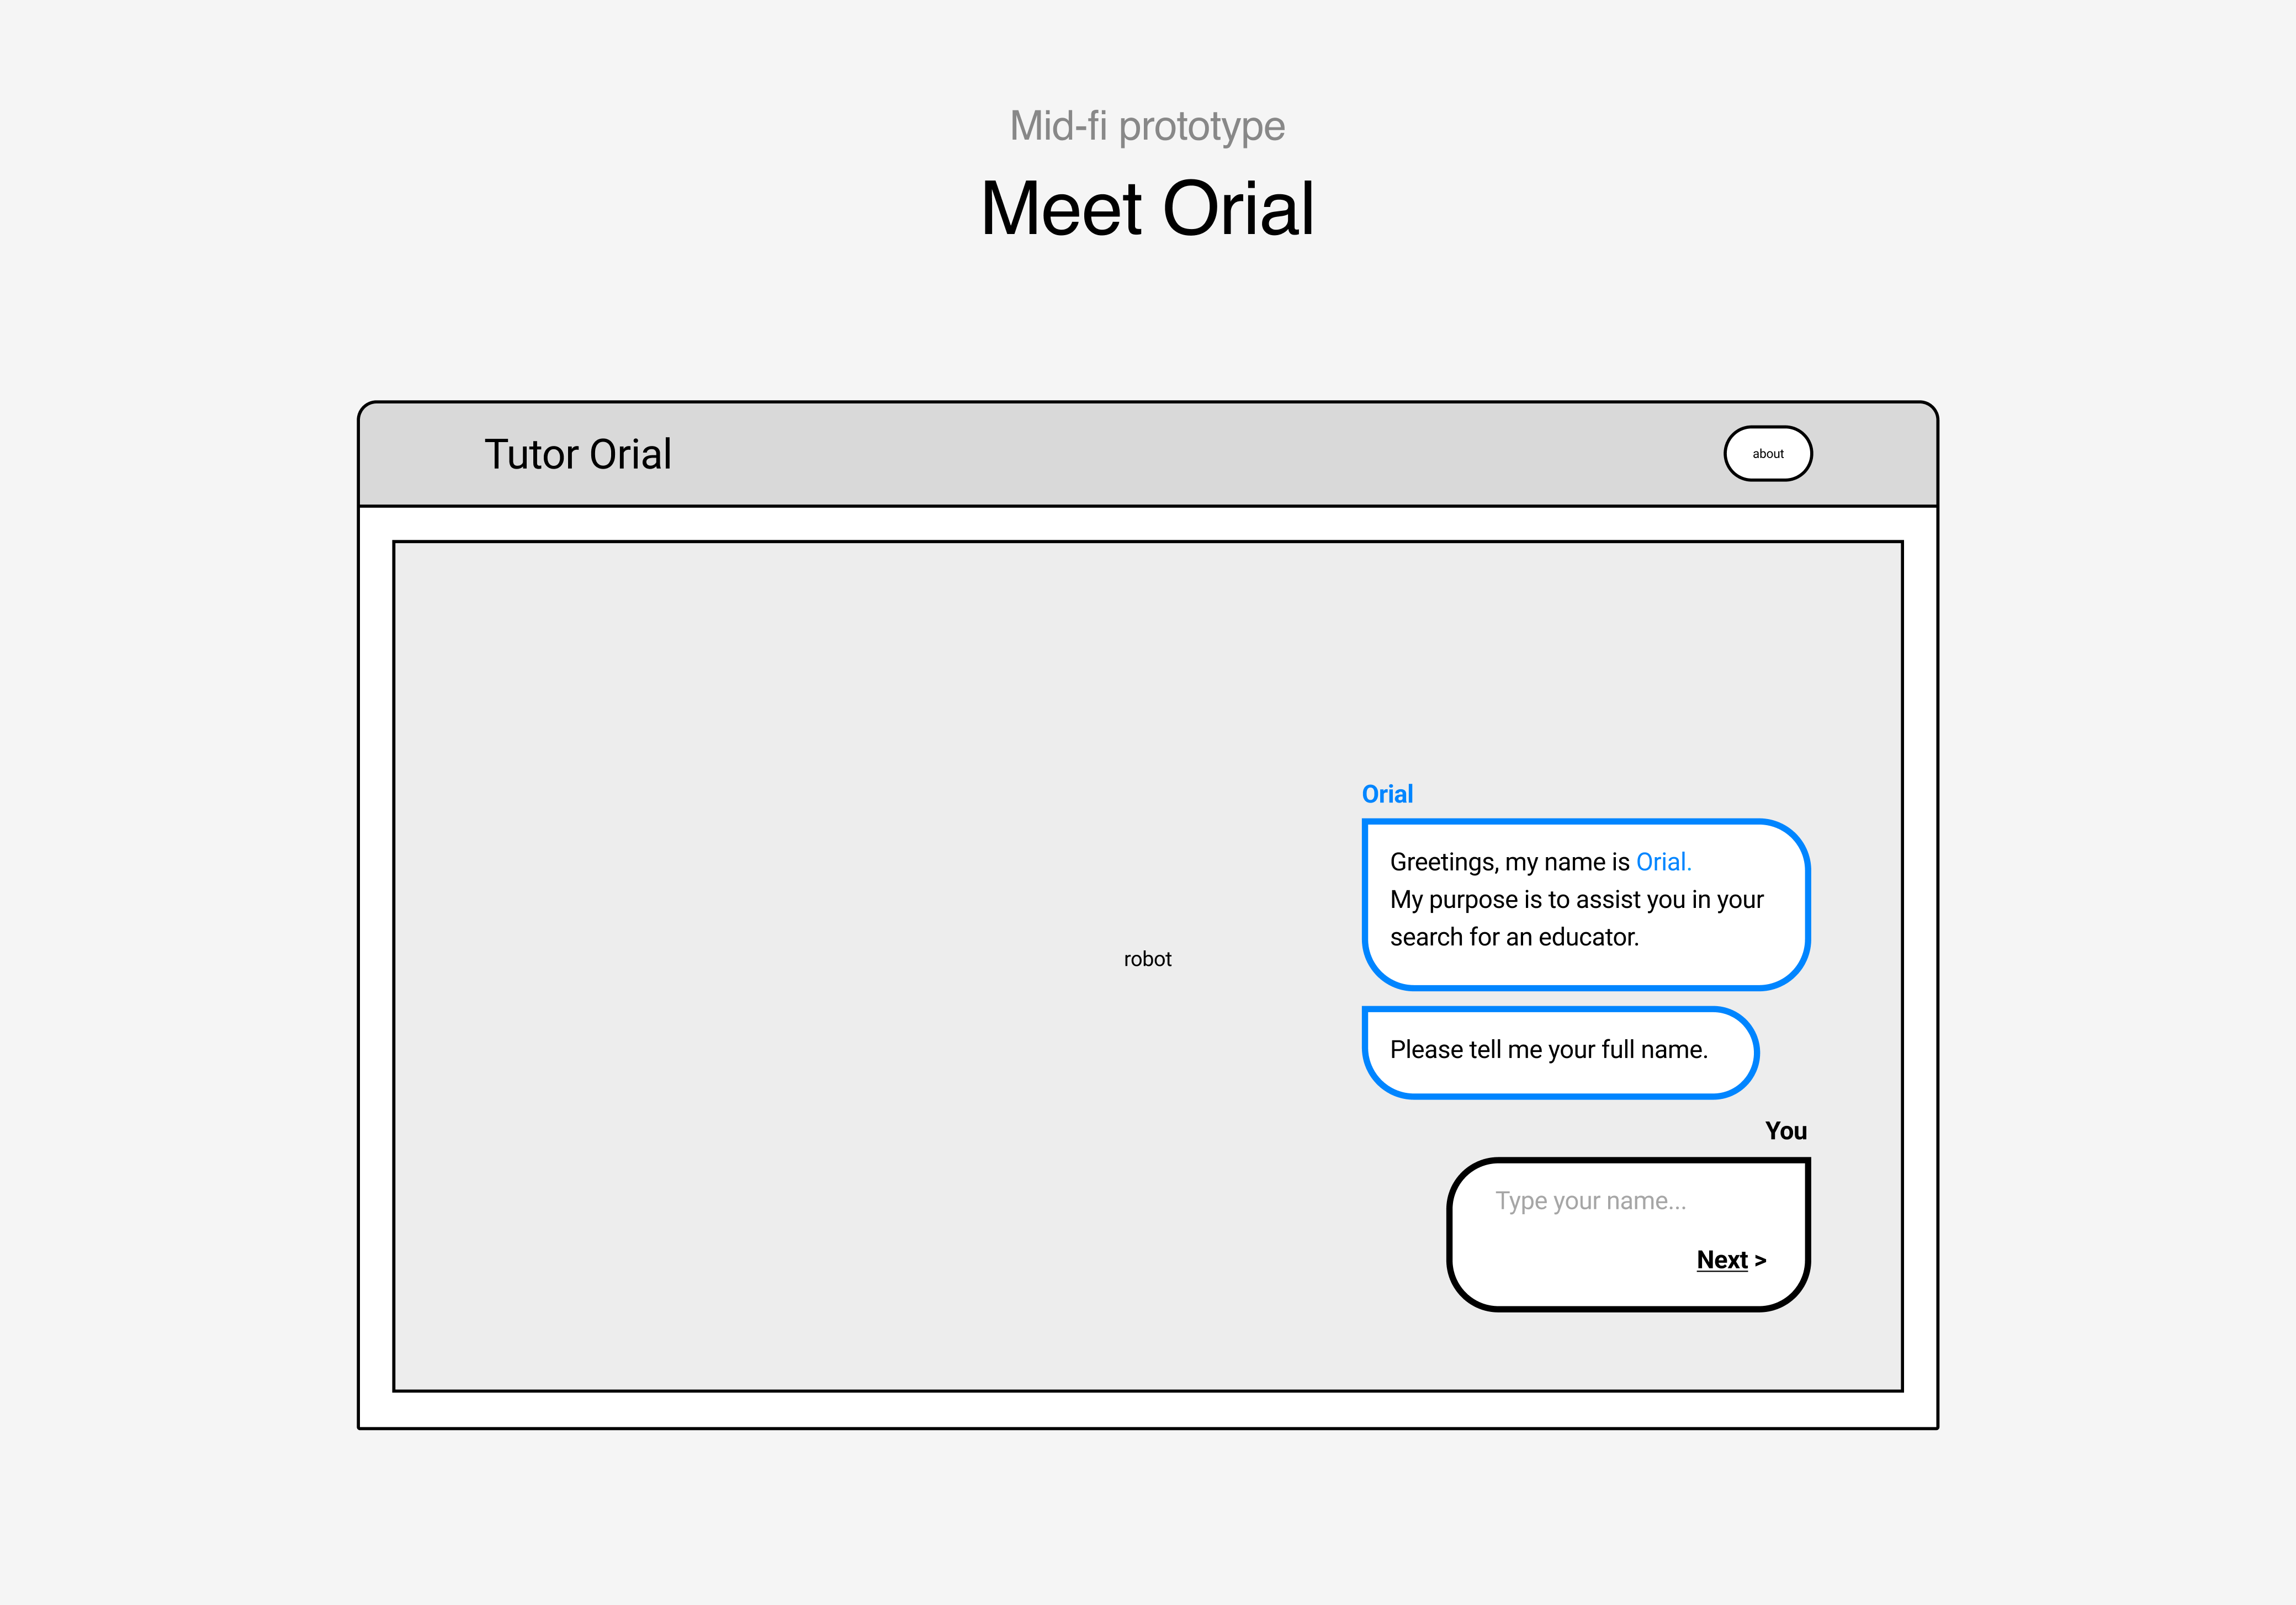 Mid-fi prototype
Meet Orial
Tutor Orial
about
robot
Orial
Greetings, my name is Orial.
My purpose is to assist you in your
search for an educator.
Please tell me your full name.
You
Type your name...
Next >